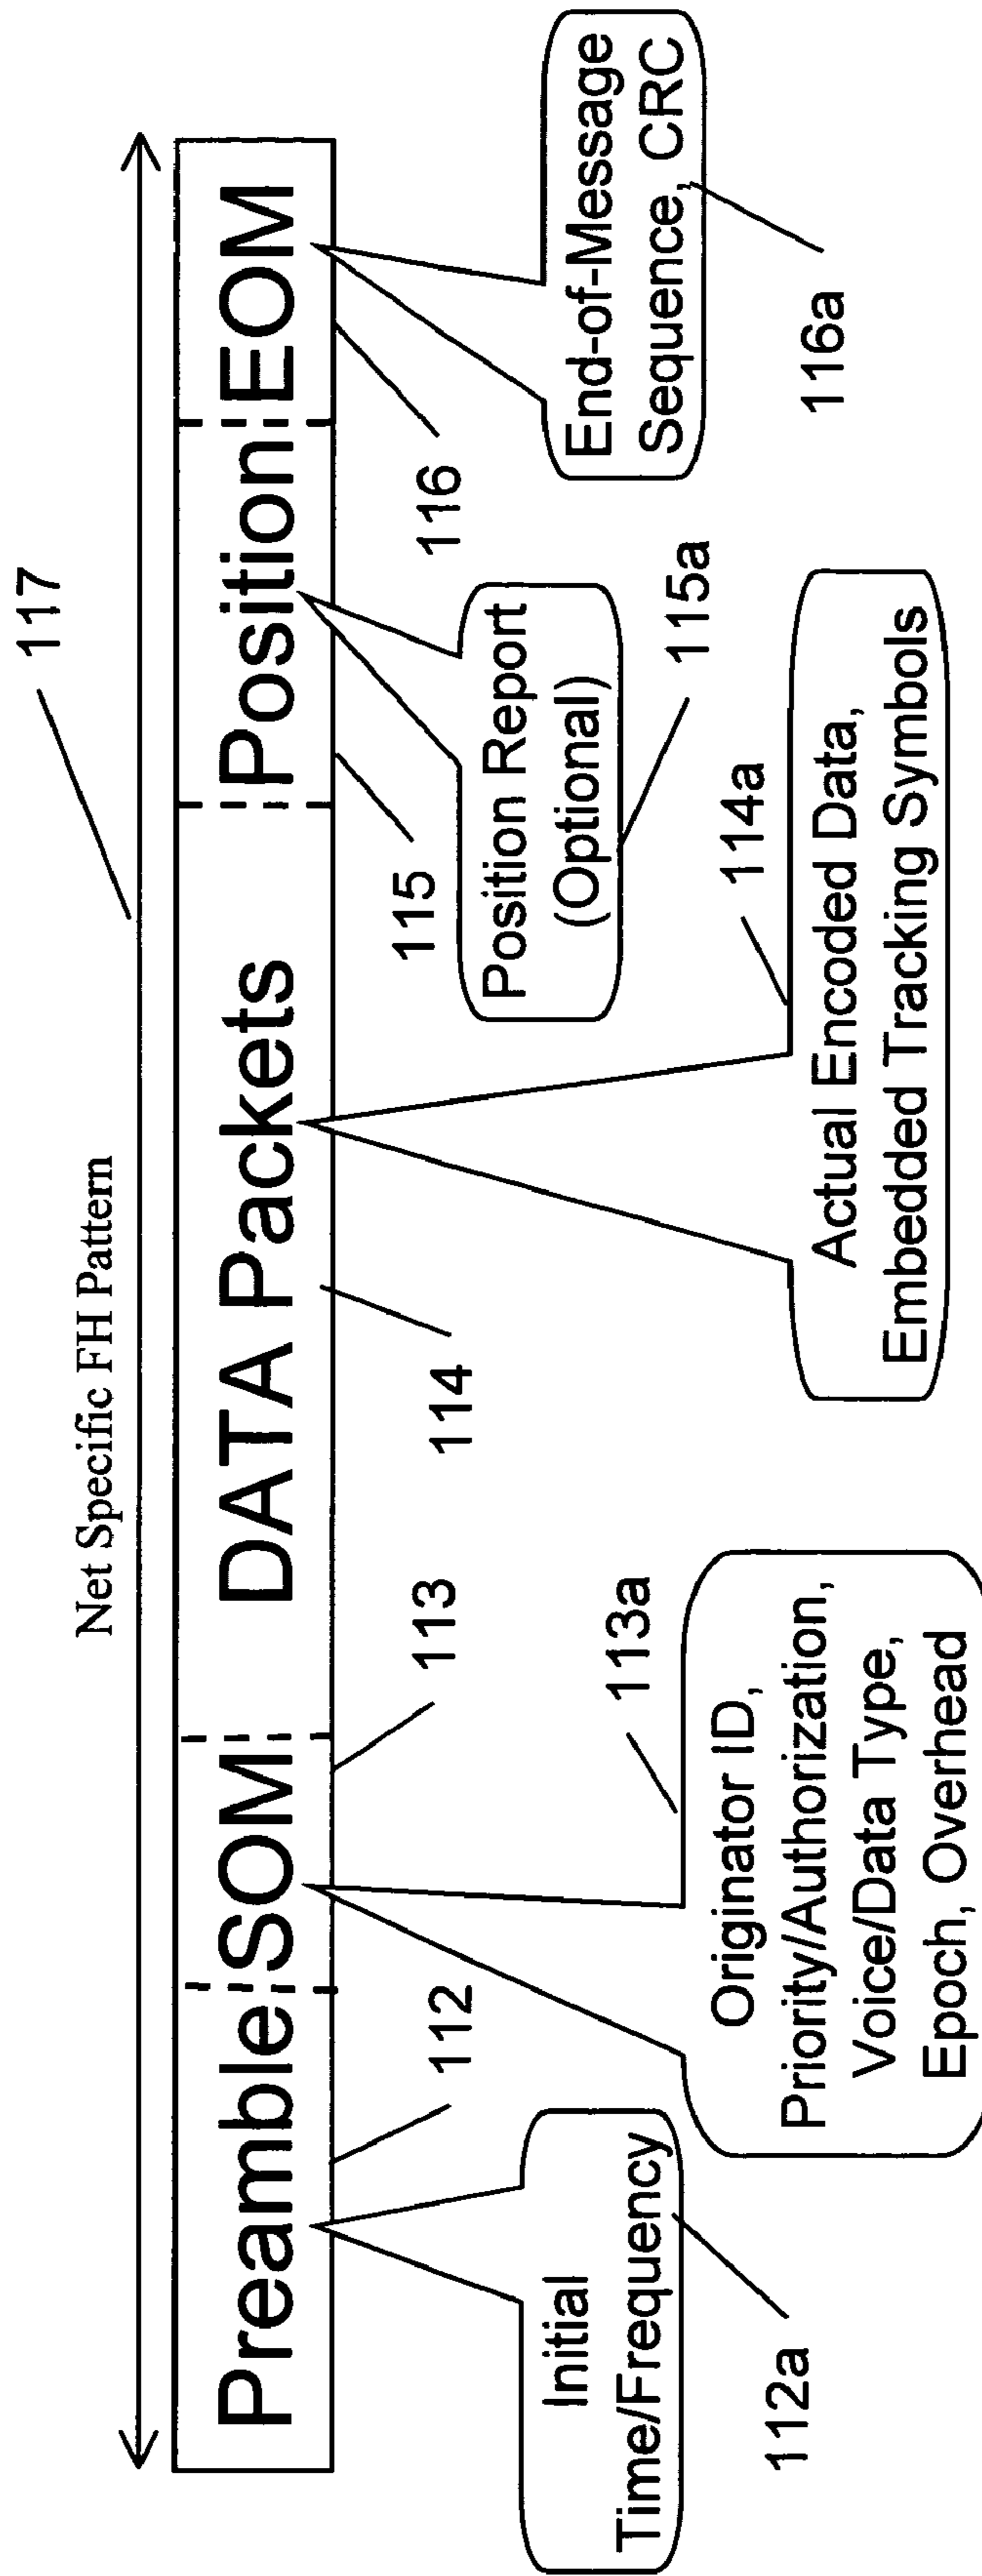 117
Net Specific FH Pattern
Preamble SOM DATA Packets Position EOM
112
113
114
115
116
Initial
Time/Frequency
112a
Originator ID,
Priority/Authorization,
Voice/Data Type,
Epoch, Overhead
113a
Actual Encoded Data,
Embedded Tracking Symbols
114a
Position Report
(Optional)
115a
End-of-Message
Sequence, CRC
116a